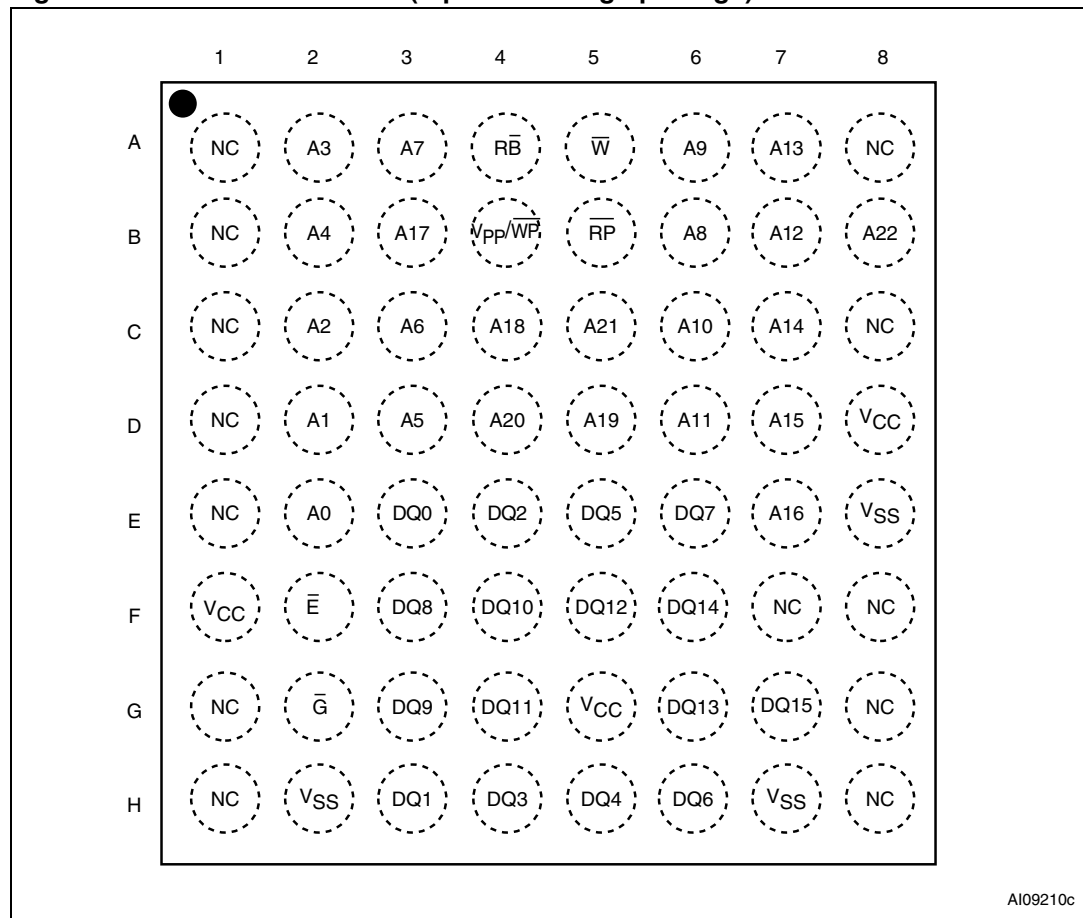 1 2 3 4 5 6 7 8
A NC A3 A7 RB̅ W̅ A9 A13 NC
B NC A4 A17 VPP/W̅P̅ R̅P̅ A8 A12 A22
C NC A2 A6 A18 A21 A10 A14 NC
D NC A1 A5 A20 A19 A11 A15 VCC
E NC A0 DQ0 DQ2 DQ5 DQ7 A16 VSS
F VCC E̅ DQ8 DQ10 DQ12 DQ14 NC NC
G NC G̅ DQ9 DQ11 VCC DQ13 DQ15 NC
H NC VSS DQ1 DQ3 DQ4 DQ6 VSS NC
AI09210c